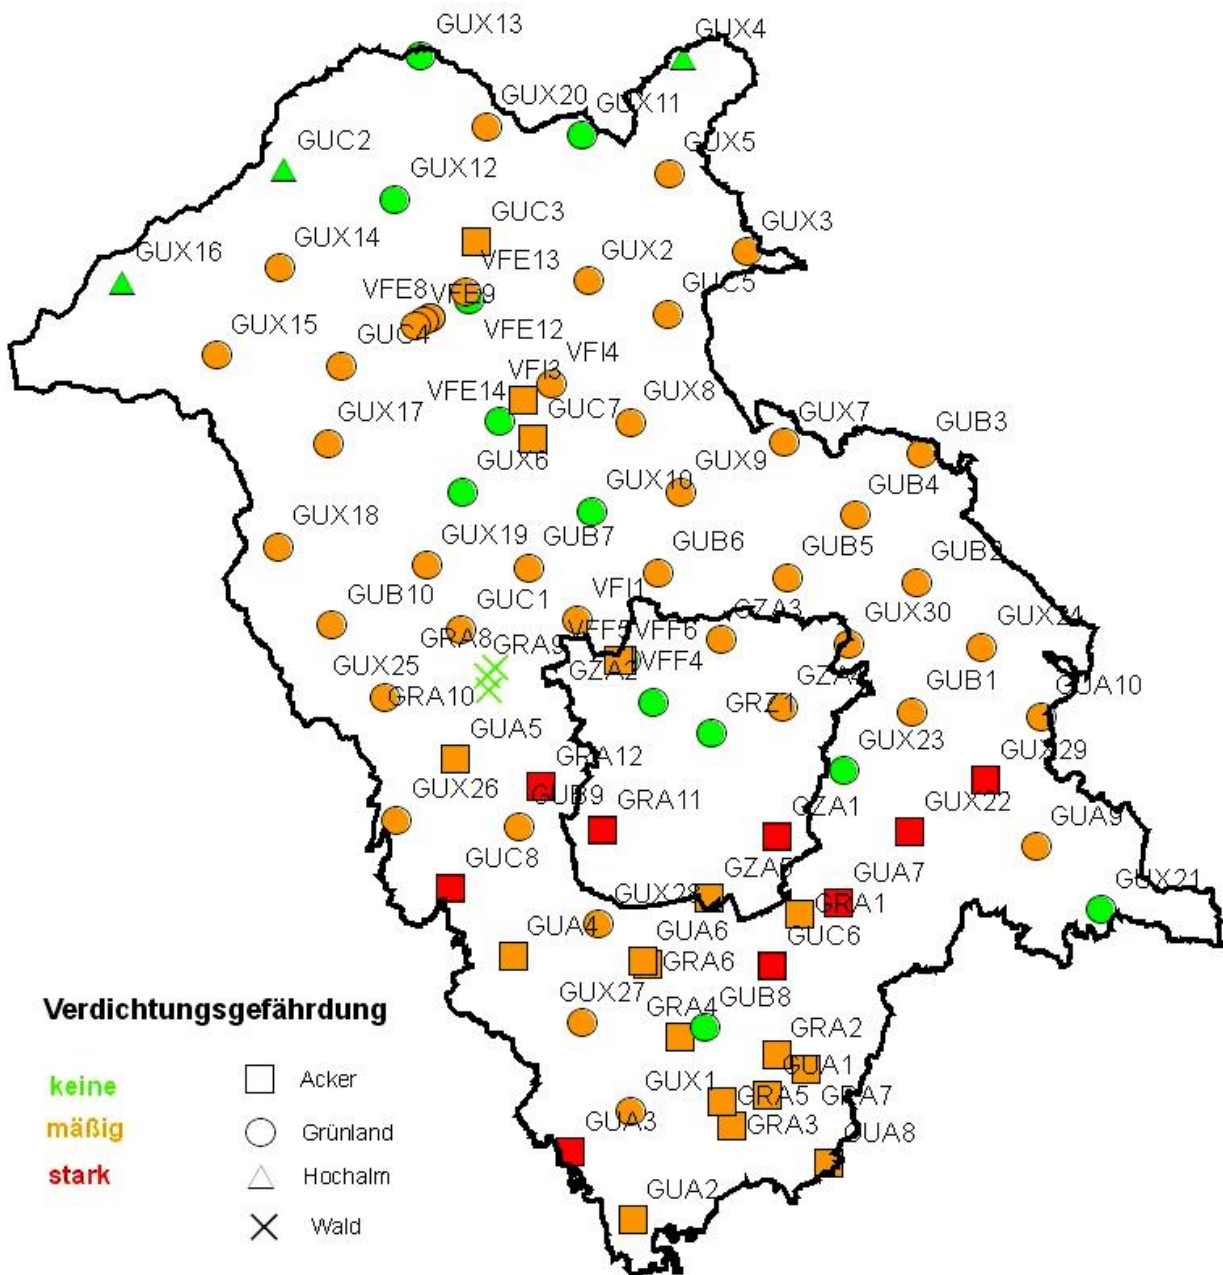 GUX13
GUX4
GUX20
GUX11
GUC2
GUX12
GUX5
GUC3
GUX3
GUX16
GUX14
VFE13
GUX2
GUC5
VFE8
VFE9
GUX15
GUC4
VFE12
VFI4
VFI3
VFE14
GUC7
GUX8
GUX17
GUX7
GUB3
GUX6
GUX9
GUX10
GUB4
GUX18
GUX19
GUB7
GUB6
GUB5
GUB2
GUB10
GUC1
VFI1
GZA3
GUX30
GUX24
GRA8
GRA9
VFF5
VFF6
GUX25
GZA2
VFF4
GZA4
GUB1
GUA10
GRA10
GRZ1
GUA5
GUX23
GUX29
GRA12
GUX26
GUB9
GRA11
GZA1
GUX22
GUA9
GUC8
GZA5
GUA7
GUX28
GRA1
GUX21
GUA4
GUA6
GUC6
GRA6
GUX27
GRA4
GUB8
GRA2
GUA1
GUX1
GRA5
GRA7
GUA3
GRA3
GUA8
GUA2
Verdichtungsgefährdung
keine
mäßig
stark
Acker
Grünland
Hochalm
Wald